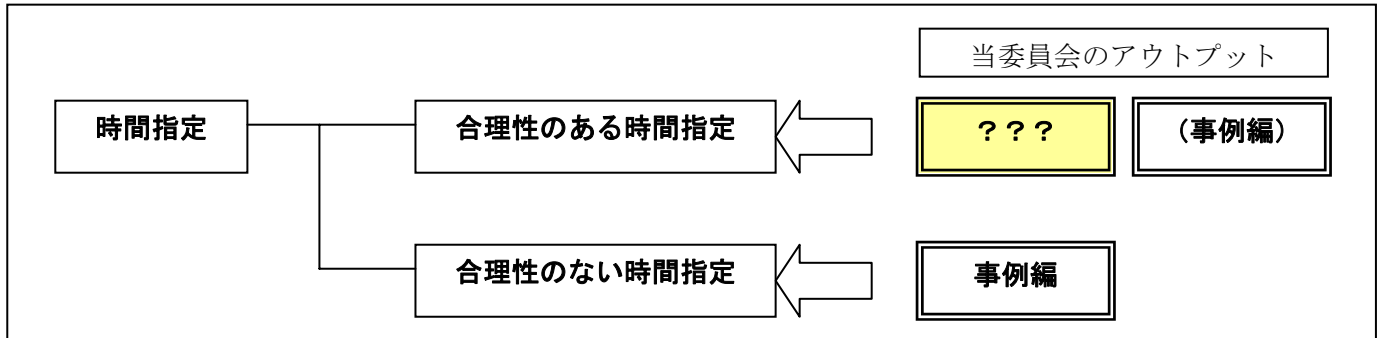 当委員会のアウトプット
時間指定
合理性のある時間指定
？？？
（事例編）
合理性のない時間指定
事例編